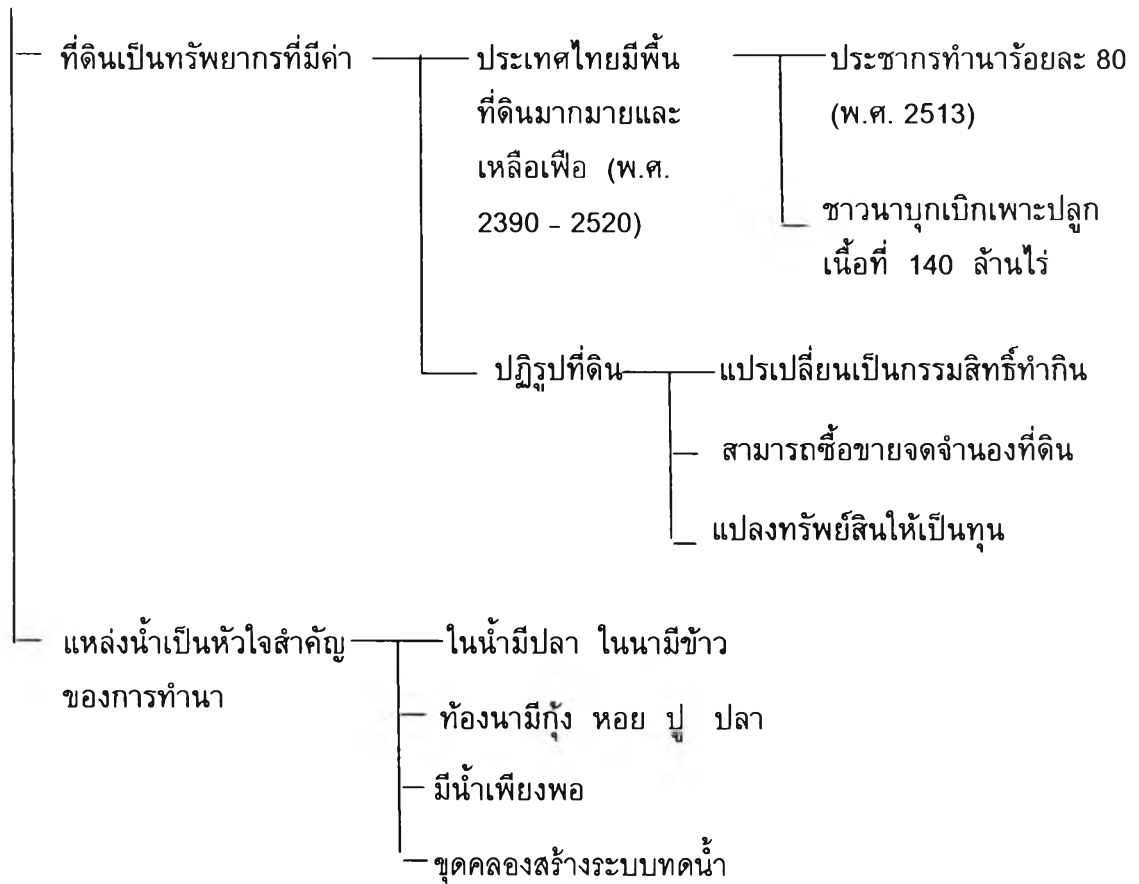 ที่ดินเป็นทรัพยากรที่มีค่า
ประเทศไทยมีพื้น
ที่ดินมากมายและ
เหลือเฟือ (พ.ศ.
2390 - 2520)
ประชากรทำนาร้อยละ 80
(พ.ศ. 2513)
ชาวนาบุกเบิกเพาะปลูก
เนื้อที่ 140 ล้านไร่
ปฏิรูปที่ดิน
แปรเปลี่ยนเป็นกรรมสิทธิ์ทำกิน
สามารถซื้อขายจดจำนองที่ดิน
แปลงทรัพย์สินให้เป็นทุน
แหล่งน้ำเป็นหัวใจสำคัญ
ของการทำนา
ในน้ำมีปลา ในนามีข้าว
ท้องนามีกุ้ง หอย ปู ปลา
มีน้ำเพียงพอ
ขุดคลองสร้างระบบทดน้ำ